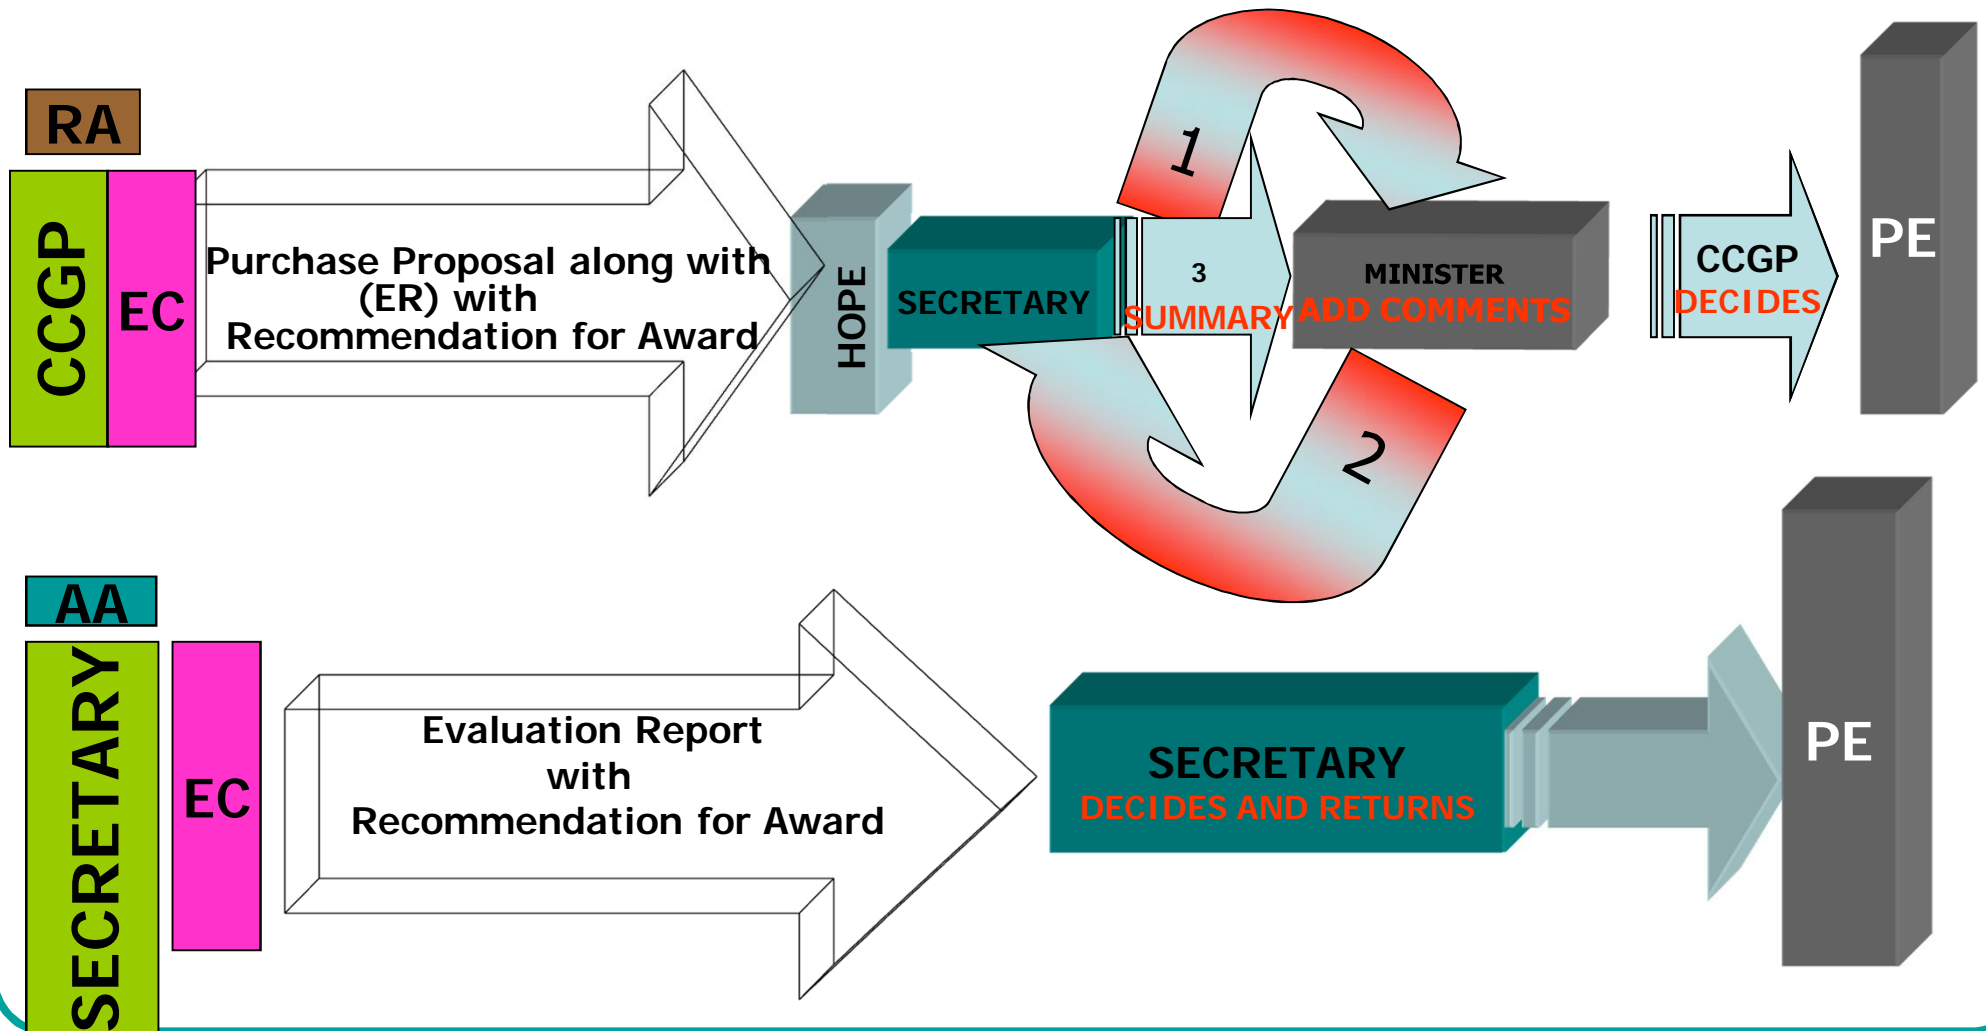 RA
CCGP
EC
Purchase Proposal along with
(ER) with
Recommendation for Award
HOPE
SECRETARY
1
3
SUMMARY
MINISTER
ADD COMMENTS
2
CCGP
DECIDES
PE
AA
SECRETARY
EC
Evaluation Report
with
Recommendation for Award
SECRETARY
DECIDES AND RETURNS
PE